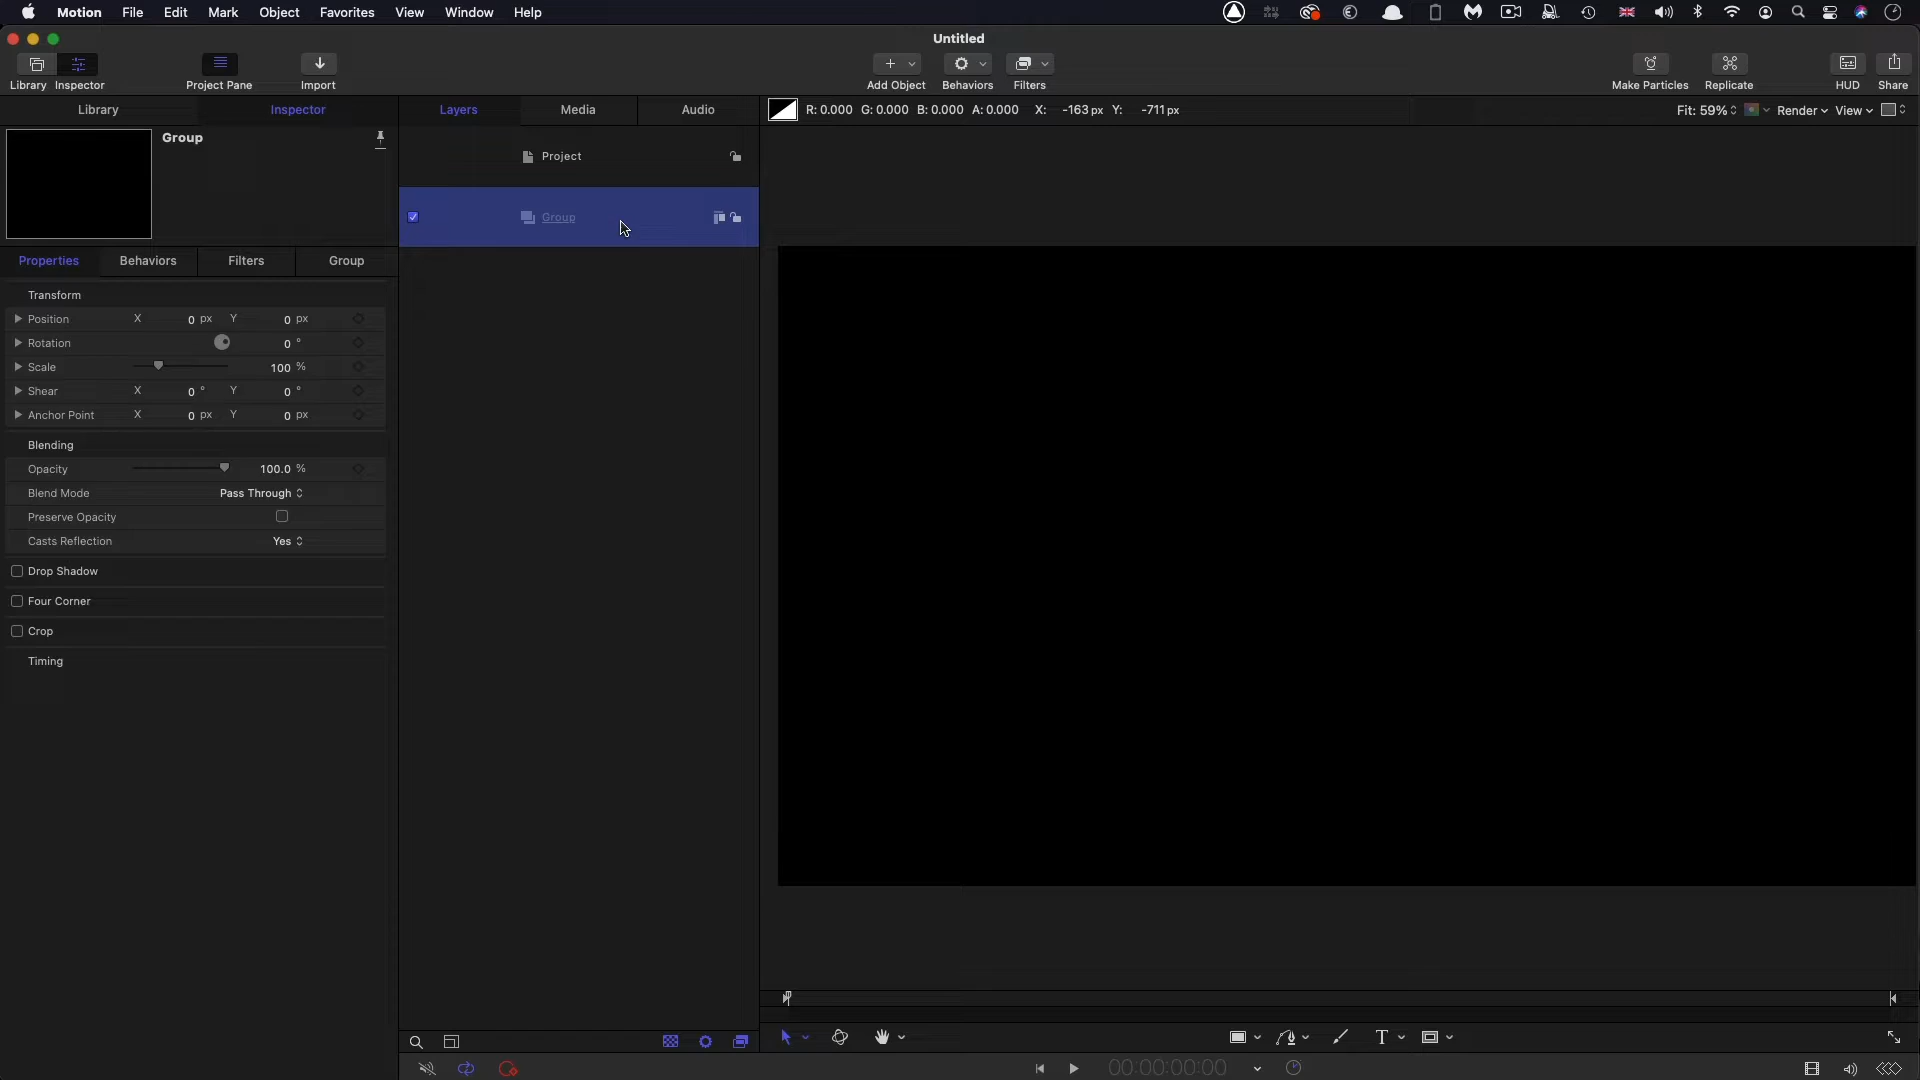 Motion File Edit Mark Object Favorites View Window Help
Untitled
Library Inspector Project Pane Import Add Object Behaviors Filters Make Particles Replicate HUD Share
Library Inspector Layers Media Audio R: 0.000 G: 0.000 B: 0.000 A: 0.000 X: -163 px Y: -711 px Fit: 59% Render View
Group
Project
Group
Properties Behaviors Filters Group
Transform
Position X 0 px Y 0 px
Rotation 0 °
Scale 100 %
Shear X 0 ° Y 0 °
Anchor Point X 0 px Y 0 px
Blending
Opacity 100.0 %
Blend Mode Pass Through
Preserve Opacity
Casts Reflection Yes
Drop Shadow
Four Corner
Crop
Timing
T
00:00:00:00